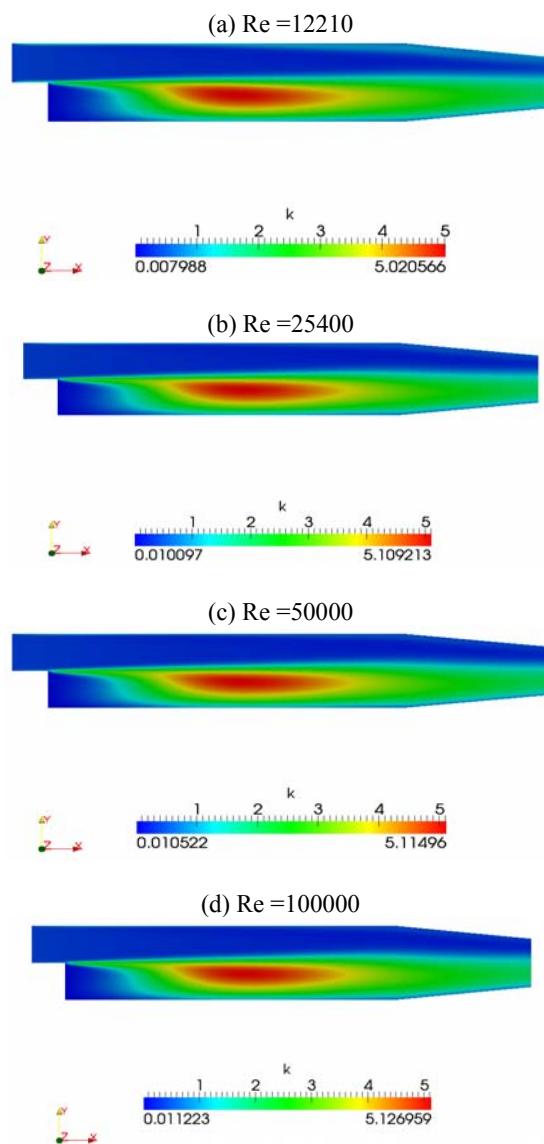 (a) Re =12210
k
1 2 3 4 5
0.007988 5.020566
Y
Z X
(b) Re =25400
k
1 2 3 4 5
0.010097 5.109213
Y
Z X
(c) Re =50000
k
1 2 3 4 5
0.010522 5.11496
Y
Z X
(d) Re =100000
k
1 2 3 4 5
0.011223 5.126959
Y
Z X